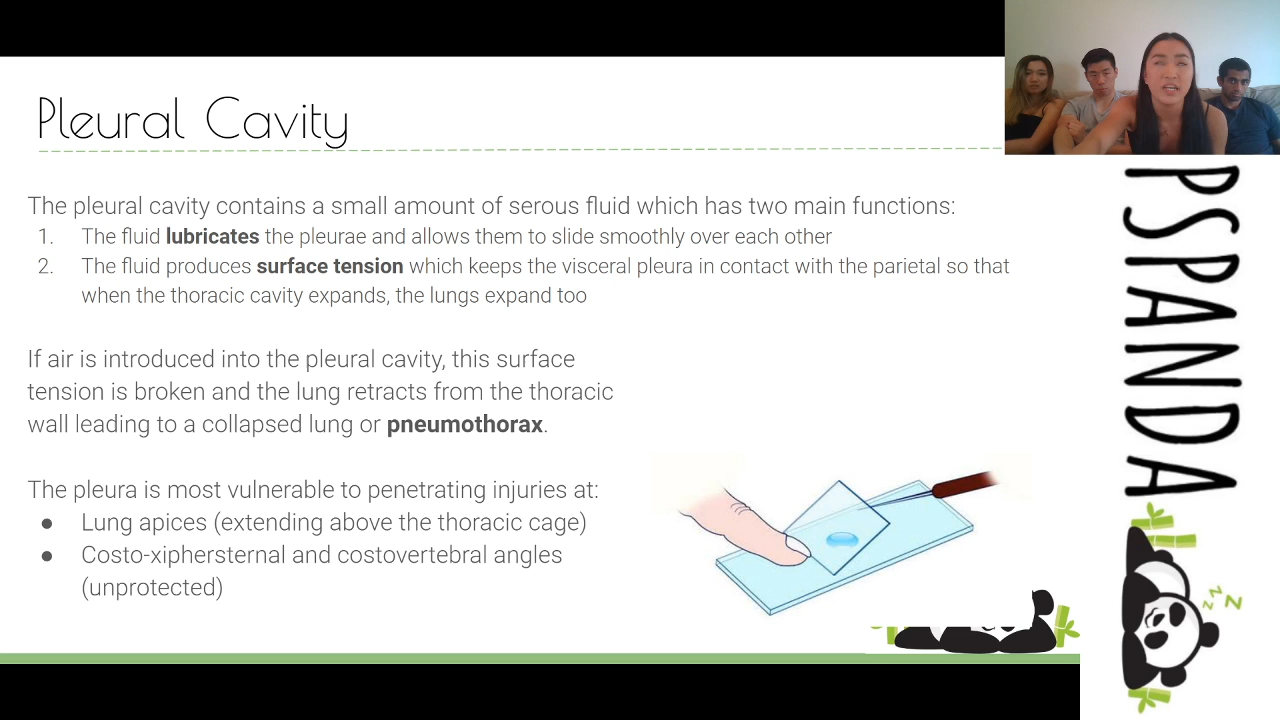 Pleural Cavity
The pleural cavity contains a small amount of serous fluid which has two main functions:
1. The fluid lubricates the pleurae and allows them to slide smoothly over each other
2. The fluid produces surface tension which keeps the visceral pleura in contact with the parietal so that
when the thoracic cavity expands, the lungs expand too
If air is introduced into the pleural cavity, this surface
tension is broken and the lung retracts from the thoracic
wall leading to a collapsed lung or pneumothorax.
The pleura is most vulnerable to penetrating injuries at:
● Lung apices (extending above the thoracic cage)
● Costo-xiphersternal and costovertebral angles
(unprotected)
PSPANDA
z z Z